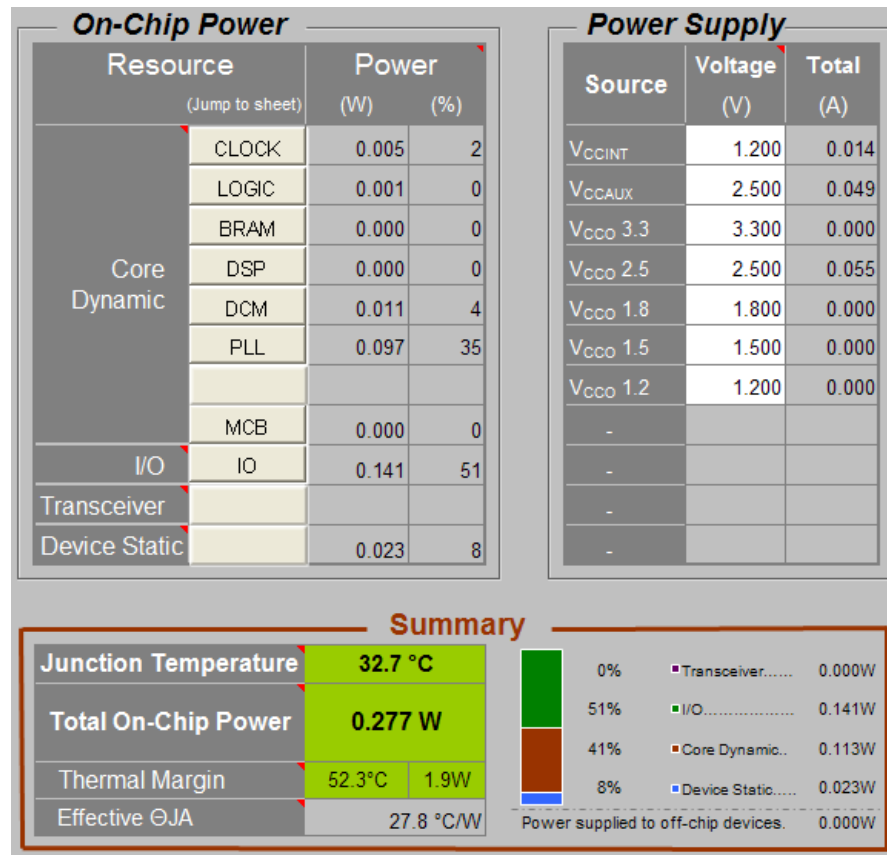 On-Chip Power
Resource Power
(Jump to sheet) (W) (%)
Core Dynamic
CLOCK 0.005 2
LOGIC 0.001 0
BRAM 0.000 0
DSP 0.000 0
DCM 0.011 4
PLL 0.097 35
MCB 0.000 0
I/O IO 0.141 51
Transceiver
Device Static 0.023 8
Power Supply
Source Voltage Total
(V) (A)
VCCINT 1.200 0.014
VCCAUX 2.500 0.049
VCCO 3.3 3.300 0.000
VCCO 2.5 2.500 0.055
VCCO 1.8 1.800 0.000
VCCO 1.5 1.500 0.000
VCCO 1.2 1.200 0.000
-
-
-
-
Summary
Junction Temperature 32.7 °C
Total On-Chip Power 0.277 W
Thermal Margin 52.3°C 1.9W
Effective ΘJA 27.8 °C/W
0% Transceiver...... 0.000W
51% I/O.................. 0.141W
41% Core Dynamic.. 0.113W
8% Device Static..... 0.023W
Power supplied to off-chip devices. 0.000W